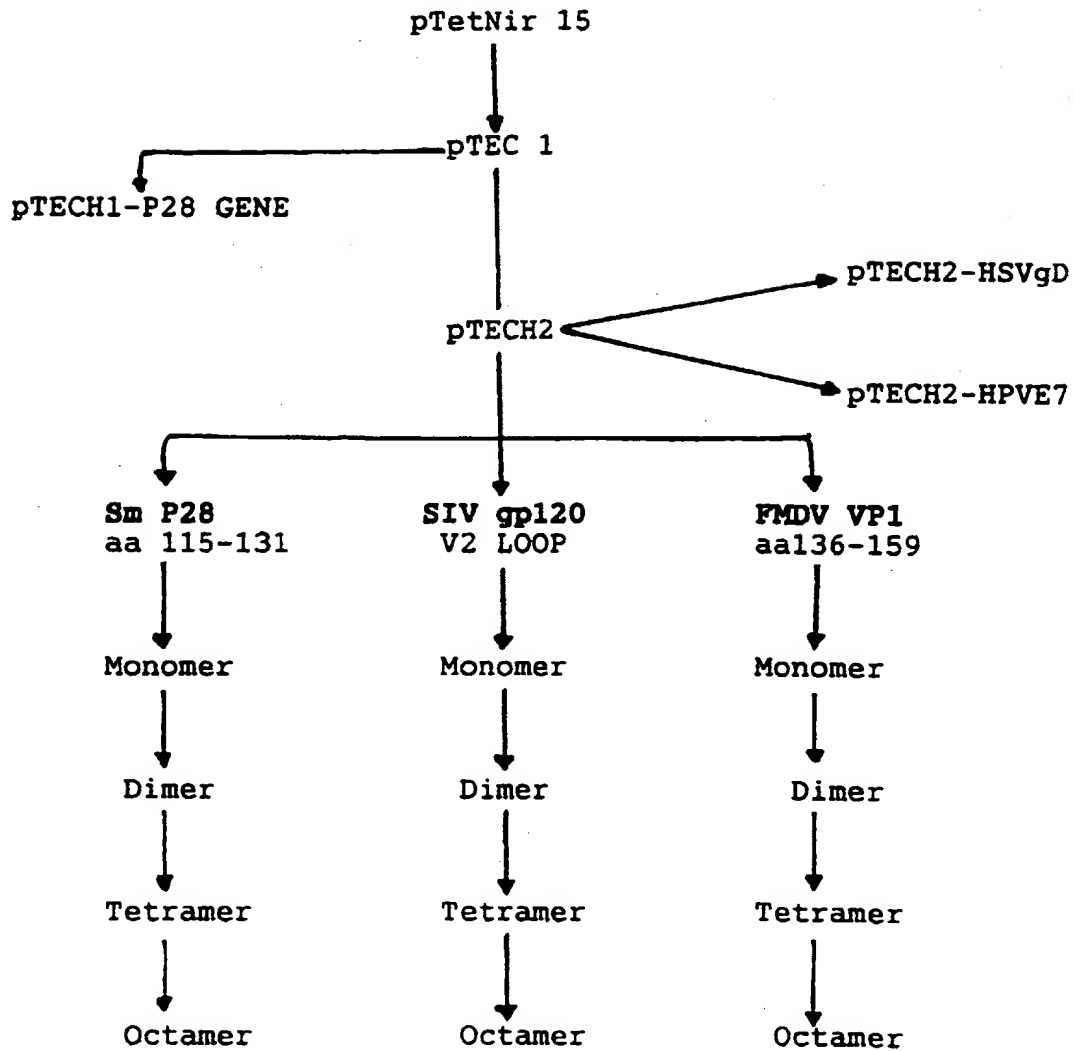 pTetNir 15
pTEC 1
pTECH1-P28 GENE
pTECH2-HSVgD
pTECH2
pTECH2-HPVE7
Sm P28 SIV gp120 FMDV VP1
aa 115-131 V2 LOOP aa136-159
Monomer Monomer Monomer
Dimer Dimer Dimer
Tetramer Tetramer Tetramer
Octamer Octamer Octamer